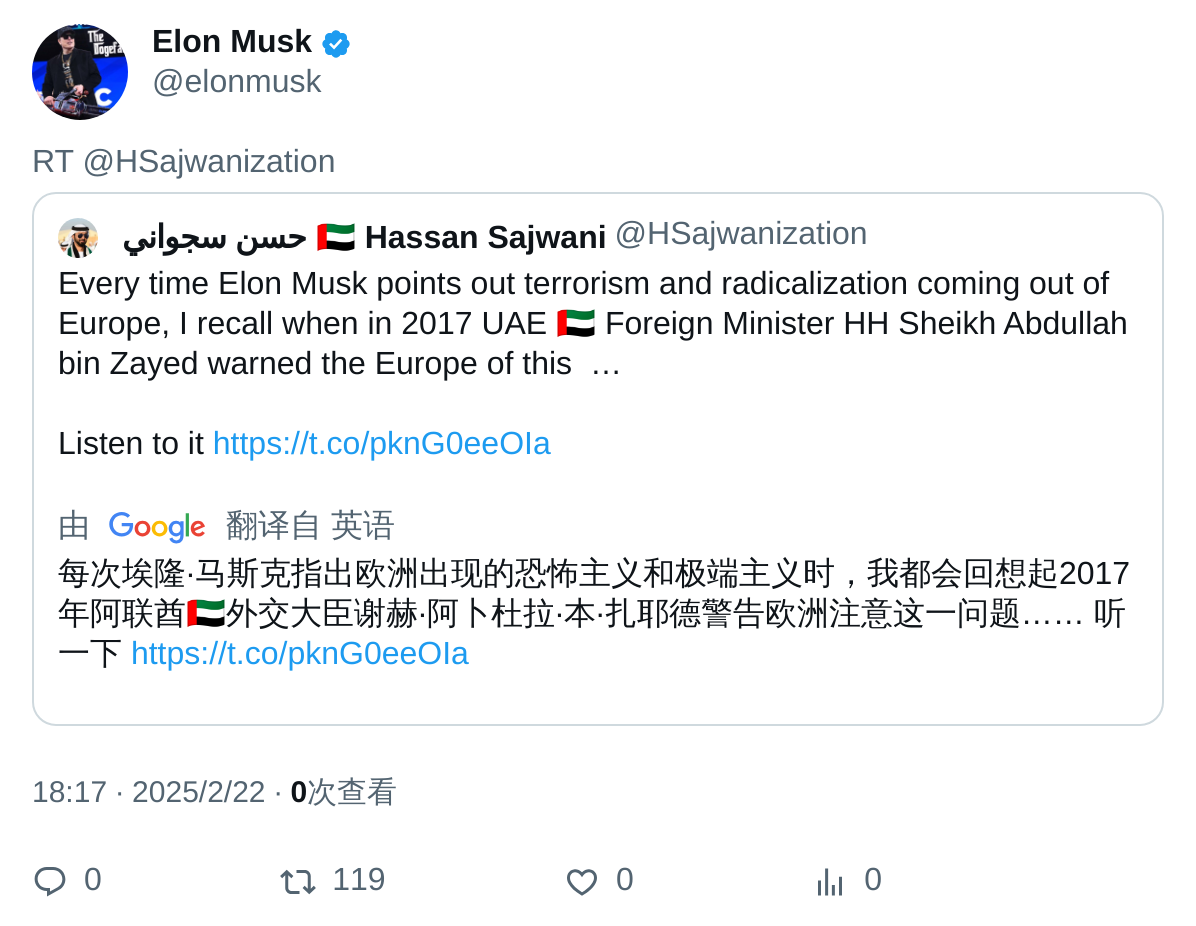 The
Dogefa
C
Elon Musk
@elonmusk
RT @HSajwanization
حسن سجواني 🇦🇪 Hassan Sajwani @HSajwanization
Every time Elon Musk points out terrorism and radicalization coming out of
Europe, I recall when in 2017 UAE 🇦🇪 Foreign Minister HH Sheikh Abdullah
bin Zayed warned the Europe of this  …
Listen to it https://t.co/pknG0eeOIa
由 Google 翻译自 英语
每次埃隆·马斯克指出欧洲出现的恐怖主义和极端主义时，我都会回想起2017
年阿联酋🇦🇪外交大臣谢赫·阿卜杜拉·本·扎耶德警告欧洲注意这一问题…… 听
一下 https://t.co/pknG0eeOIa
18:17 · 2025/2/22 · 0次查看
0 119 0 0